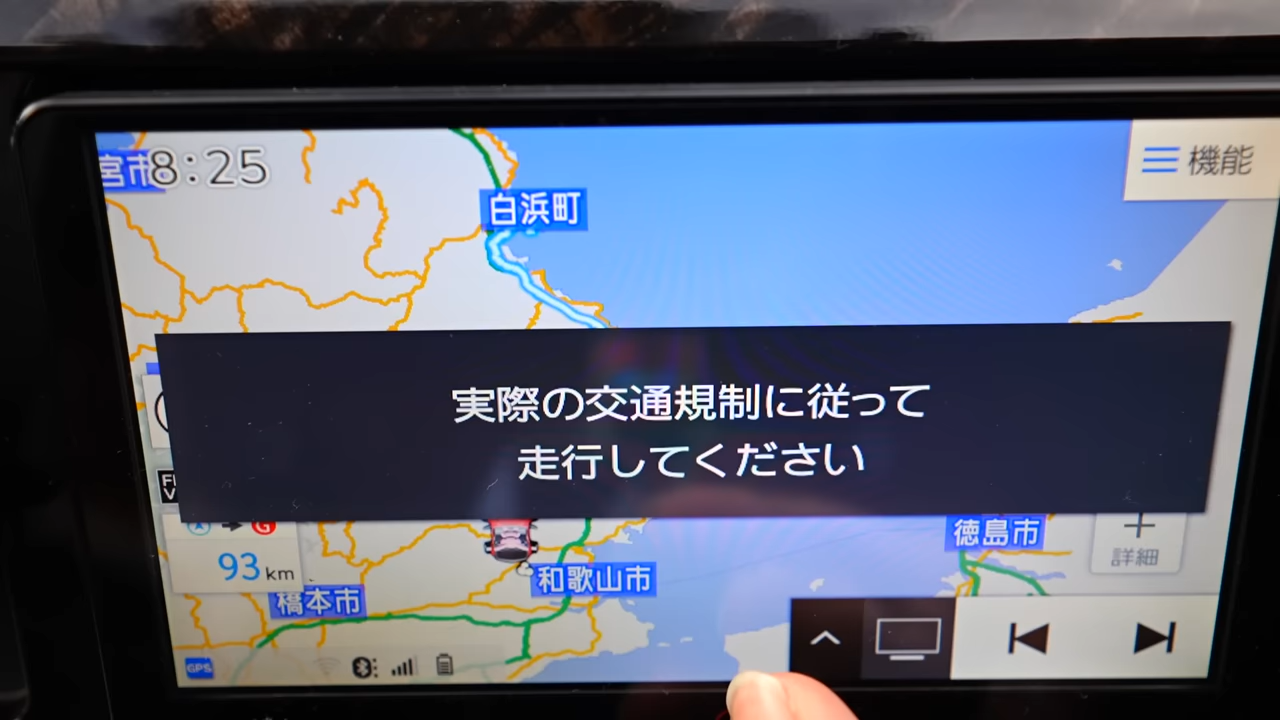 宮市
8:25
機能
白浜町
実際の交通規制に従って
走行してください
G
93 km
和歌山市
徳島市
詳細
橋本市
GPS